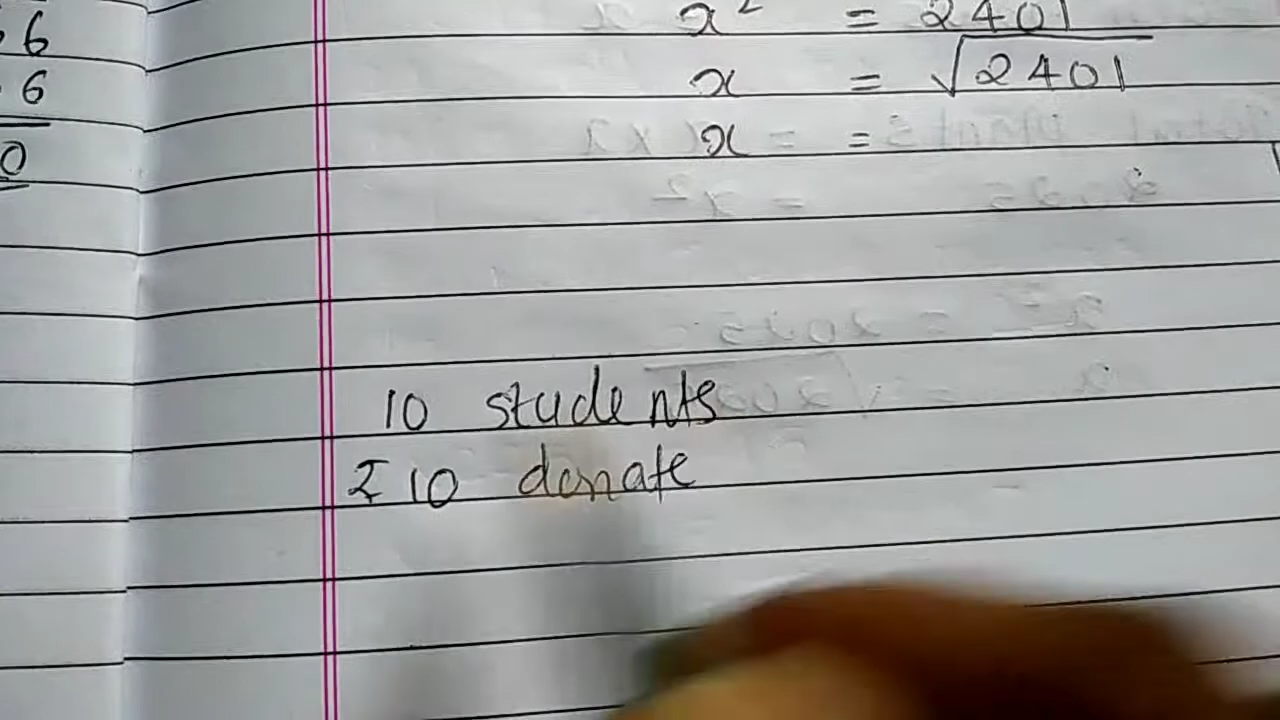 6
6
0
x² = 2401
x = √2401
x =
10 students
₹10 donate